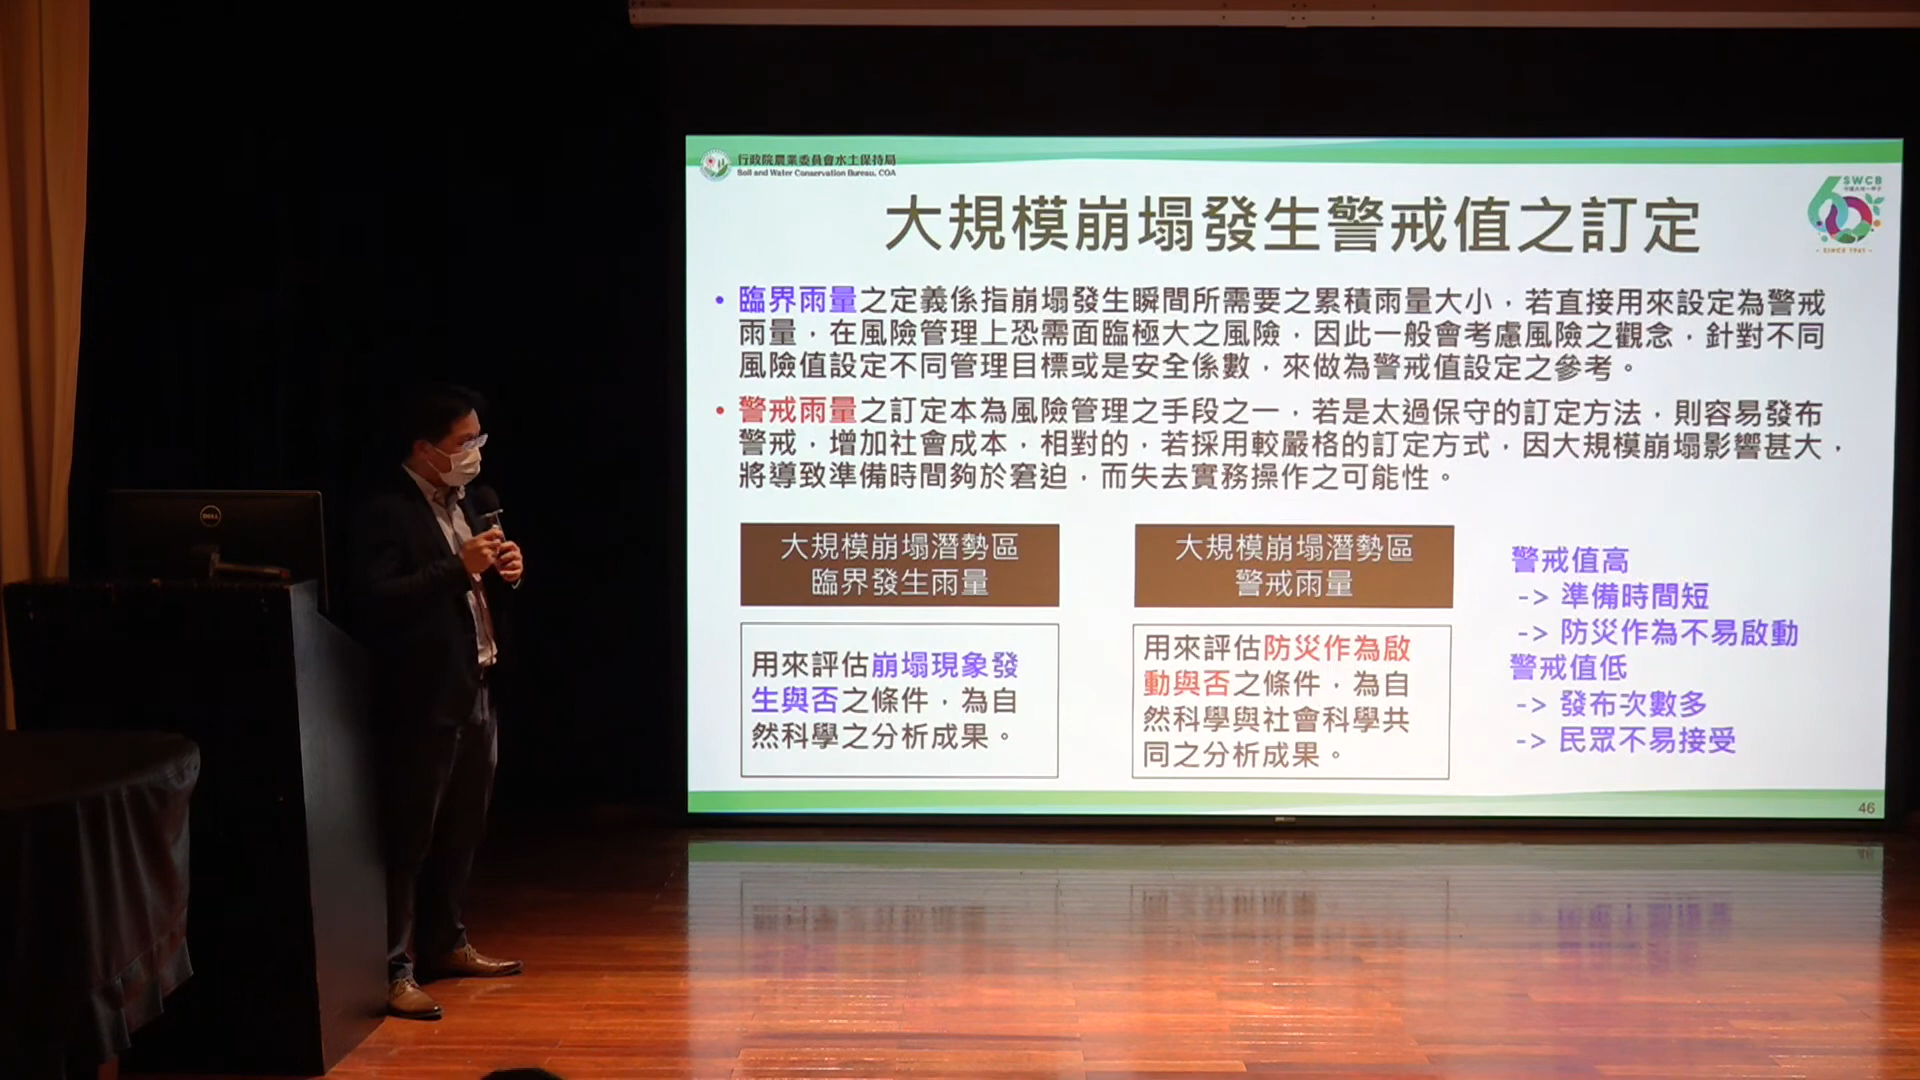 行政院農業委員會水土保持局
Soil and Water Conservation Bureau, COA
SWCB
SINCE 1961
大規模崩塌發生警戒值之訂定
• 臨界雨量之定義係指崩塌發生瞬間所需要之累積雨量大小，若直接用來設定為警戒
雨量，在風險管理上恐需面臨極大之風險，因此一般會考慮風險之觀念，針對不同
風險值設定不同管理目標或是安全係數，來做為警戒值設定之參考。
• 警戒雨量之訂定本為風險管理之手段之一，若是太過保守的訂定方法，則容易發布
警戒，增加社會成本，相對的，若採用較嚴格的訂定方式，因大規模崩塌影響甚大，
將導致準備時間夠於窘迫，而失去實務操作之可能性。
大規模崩塌潛勢區
臨界發生雨量
用來評估崩塌現象發
生與否之條件，為自
然科學之分析成果。
大規模崩塌潛勢區
警戒雨量
用來評估防災作為啟
動與否之條件，為自
然科學與社會科學共
同之分析成果。
警戒值高
-> 準備時間短
-> 防災作為不易啟動
警戒值低
-> 發布次數多
-> 民眾不易接受
46
DELL